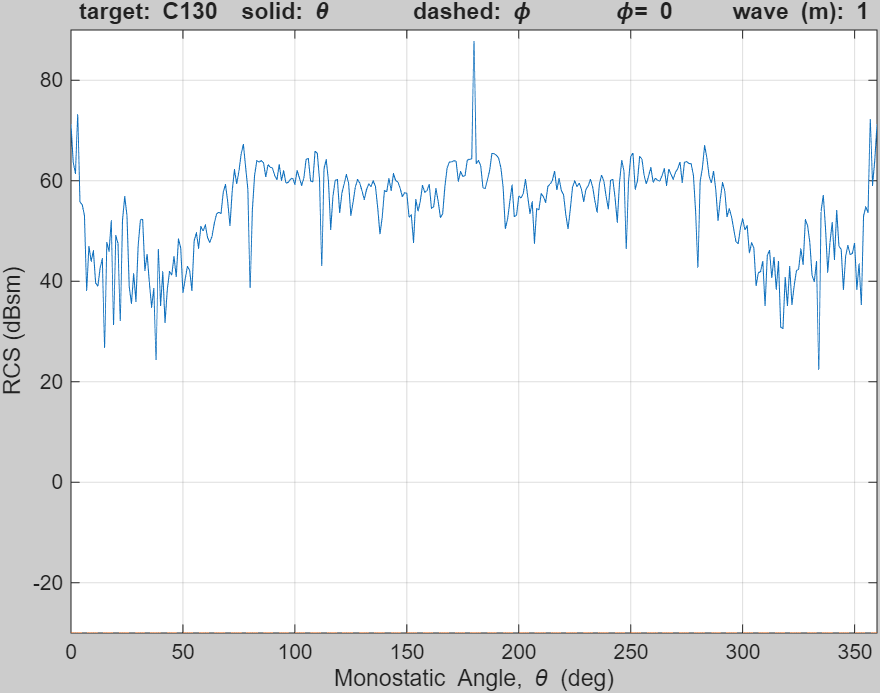 target: C130 solid: θ dashed: ϕ ϕ= 0 wave (m): 1
80
60
40
20
0
-20
RCS (dBsm)
0 50 100 150 200 250 300 350
Monostatic Angle, θ (deg)